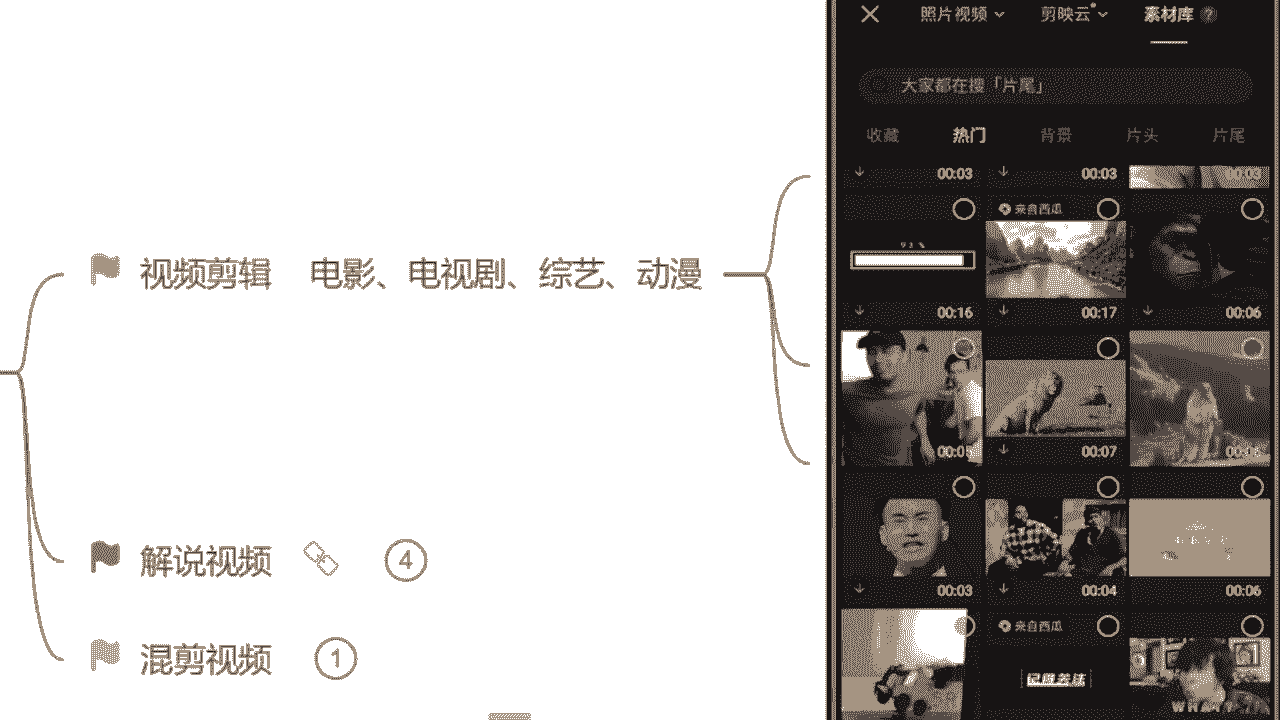 视频剪辑 电影、电视剧、综艺、动漫
解说视频 4
混剪视频 1
照片视频 剪映云 素材库 ?
大家都在搜「片尾」
收藏 热门 背景 片头 片尾
00:03 00:03 00:03
来自西瓜
93%
00:16 00:17 00:06
00:05 00:07
00:03 00:04 00:06
来自西瓜